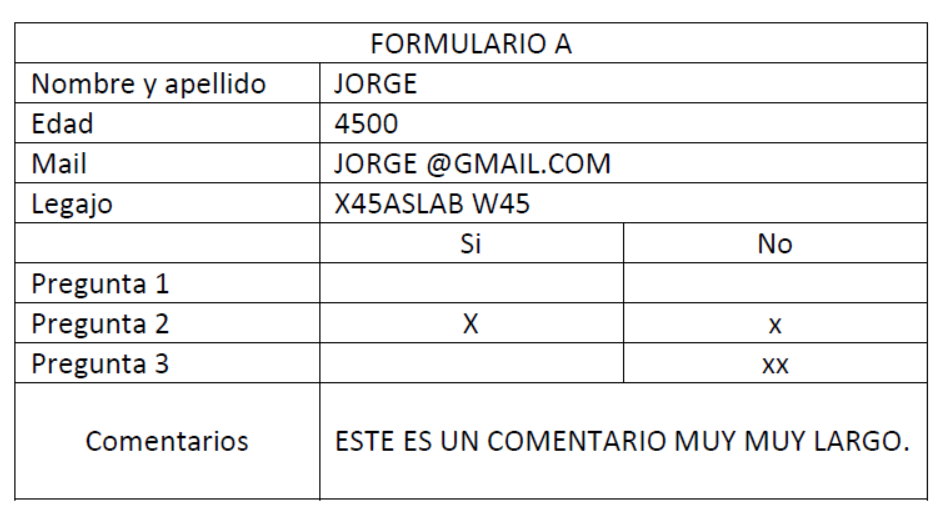 FORMULARIO A
Nombre y apellido JORGE
Edad 4500
Mail JORGE @GMAIL.COM
Legajo X45ASLAB W45
Si No
Pregunta 1
Pregunta 2 X x
Pregunta 3 xx
Comentarios ESTE ES UN COMENTARIO MUY MUY LARGO.